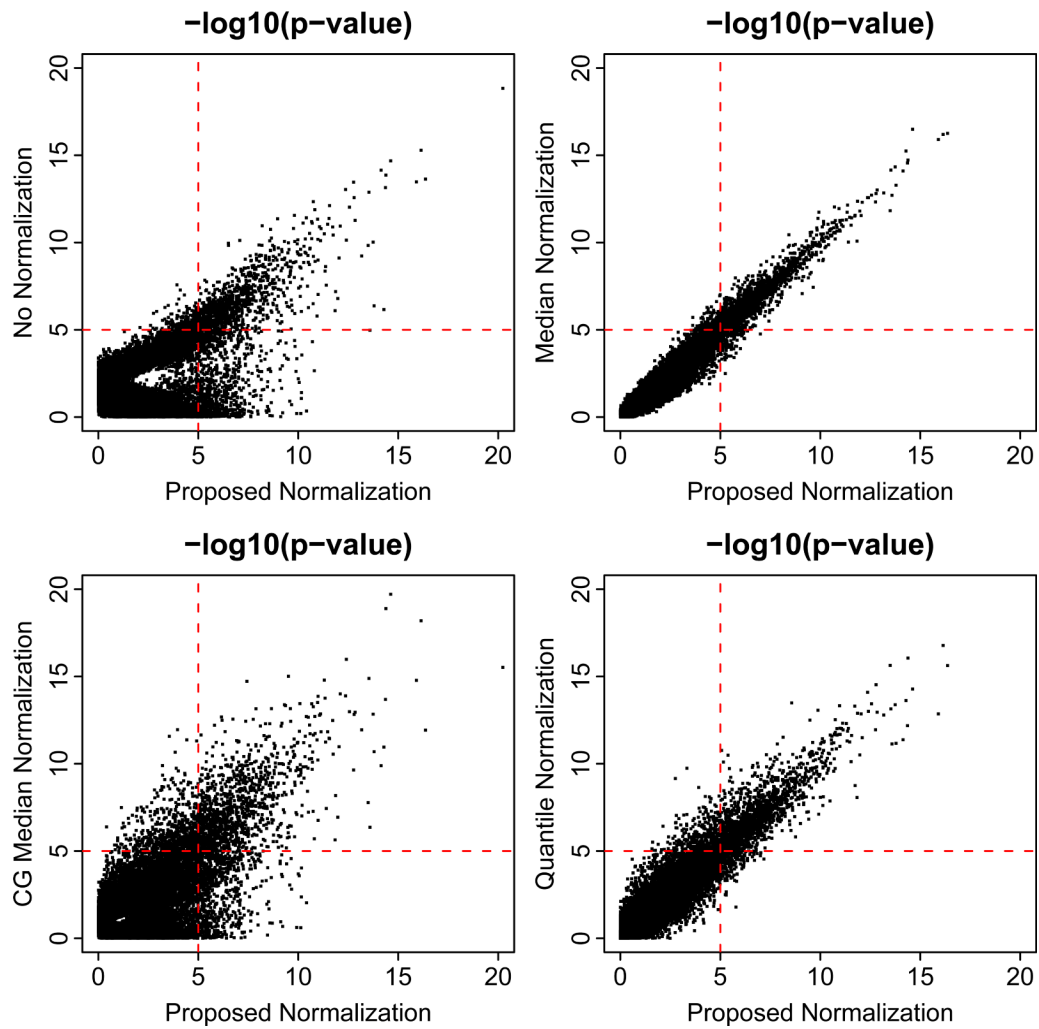 −log10(p−value)
No Normalization
0 5 10 15 20
0 5 10 15 20
Proposed Normalization
−log10(p−value)
Median Normalization
0 5 10 15 20
0 5 10 15 20
Proposed Normalization
−log10(p−value)
CG Median Normalization
0 5 10 15 20
0 5 10 15 20
Proposed Normalization
−log10(p−value)
Quantile Normalization
0 5 10 15 20
0 5 10 15 20
Proposed Normalization